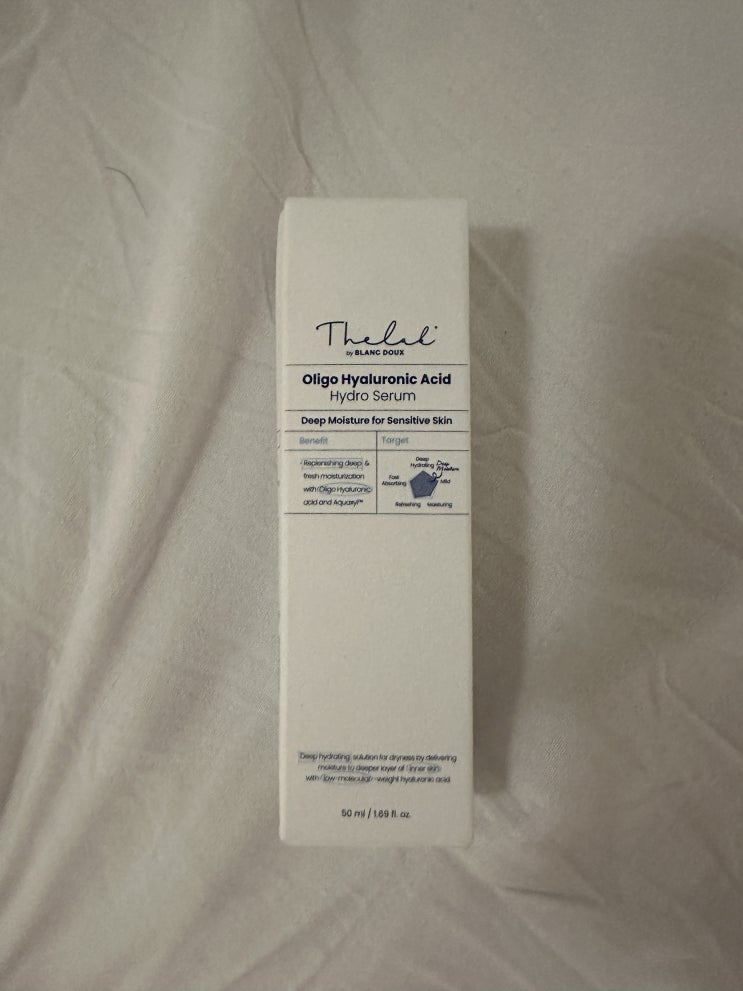 Thelab
by BLANC DOUX
Oligo Hyaluronic Acid
Hydro Serum
Deep Moisture for Sensitive Skin
Benefit
Replenishing deep &
fresh moisturization
with Oligo Hyaluronic
acid and Aquaxyl™
Target
Deep
Hydrating
Deep
Moisture
Fast
Absorbing
Mild
Refreshing
Moisturizing
Deep hydrating solution for dryness by delivering
moisture to deeper layer of inner skin
with low-molecular-weight hyaluronic acid
50 ml / 1.69 fl. oz.